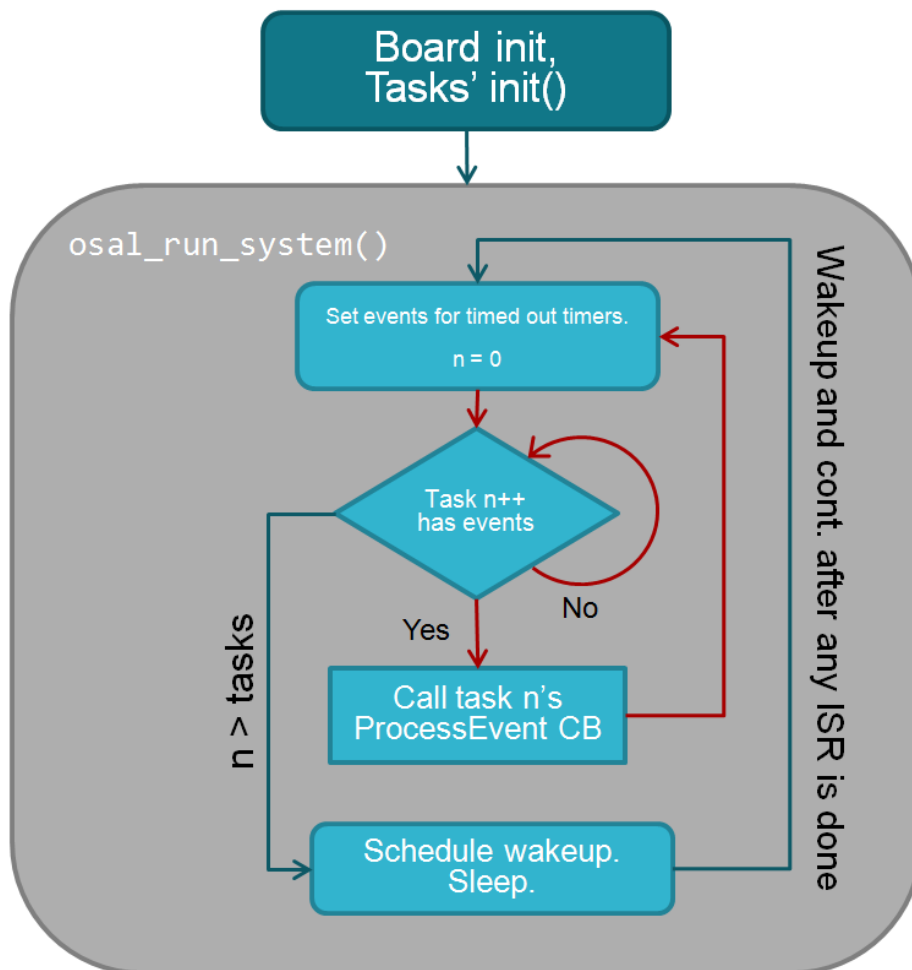 Board init,
Tasks’ init()
osal_run_system()
Set events for timed out timers.
n = 0
Task n++
has events
No
Yes
Call task n’s
ProcessEvent CB
n > tasks
Schedule wakeup.
Sleep.
Wakeup and cont. after any ISR is done